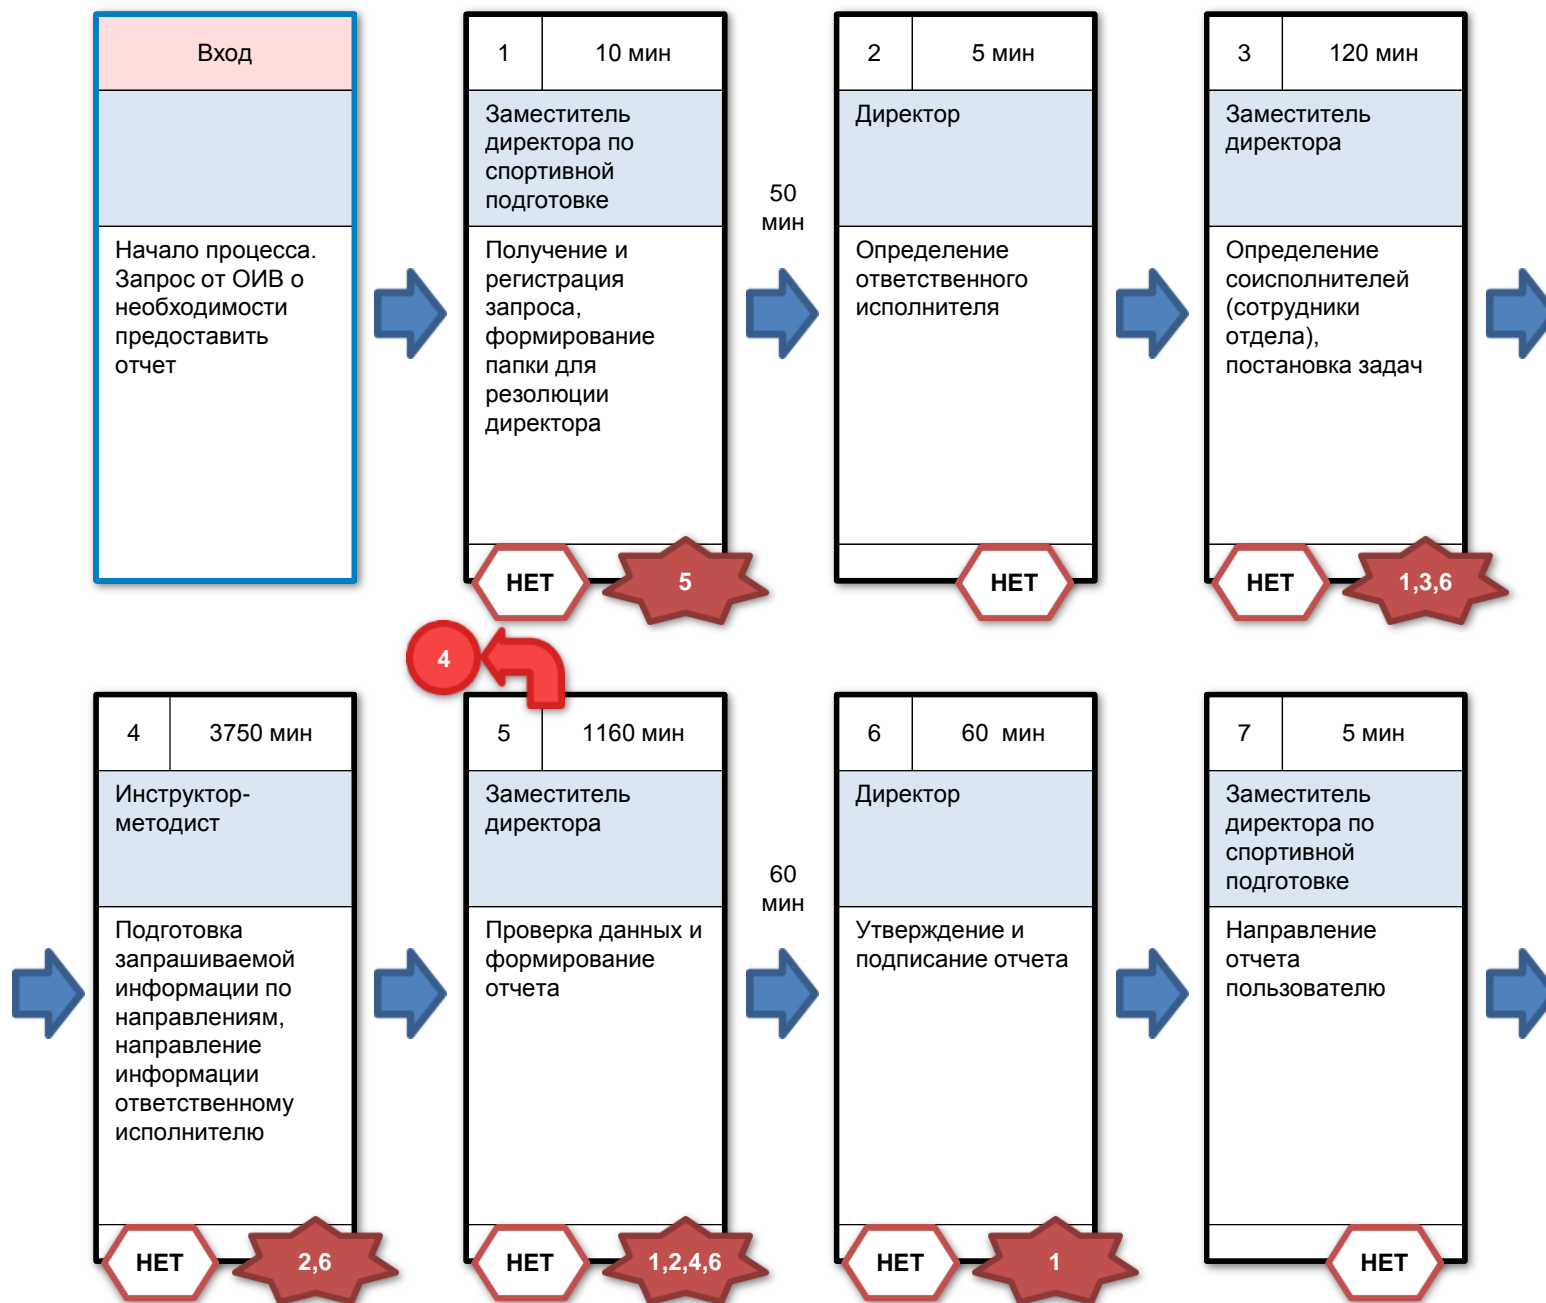 Вход
Начало процесса.
Запрос от ОИВ о
необходимости
предоставить
отчет
1
10 мин
Заместитель
директора по
спортивной
подготовке
Получение и
регистрация
запроса,
формирование
папки для
резолюции
директора
НЕТ
5
50
мин
2
5 мин
Директор
Определение
ответственного
исполнителя
НЕТ
3
120 мин
Заместитель
директора
Определение
соисполнителей
(сотрудники
отдела),
постановка задач
НЕТ
1,3,6
4
4
3750 мин
Инструктор-
методист
Подготовка
запрашиваемой
информации по
направлениям,
направление
информации
ответственному
исполнителю
НЕТ
2,6
5
1160 мин
Заместитель
директора
Проверка данных и
формирование
отчета
НЕТ
1,2,4,6
60
мин
6
60 мин
Директор
Утверждение и
подписание отчета
НЕТ
1
7
5 мин
Заместитель
директора по
спортивной
подготовке
Направление
отчета
пользователю
НЕТ